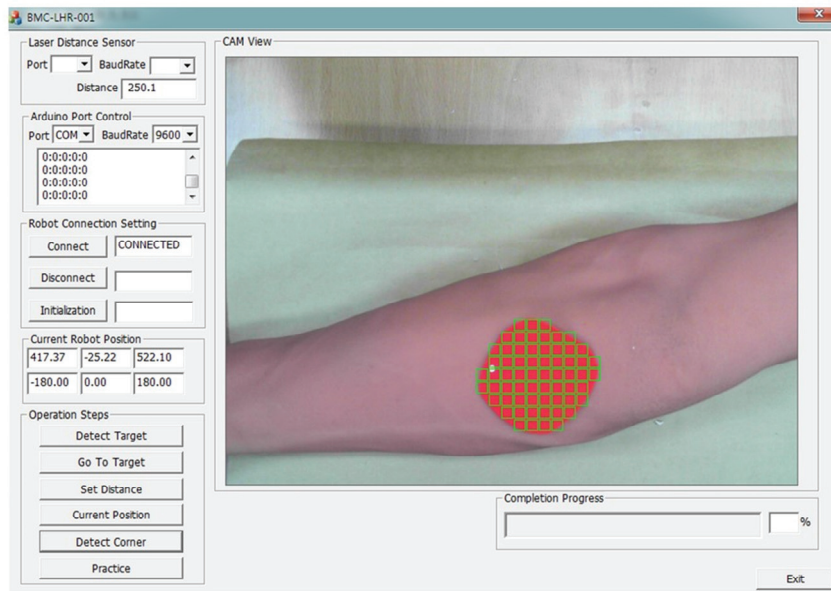 BMC-LHR-001
Laser Distance Sensor
Port BaudRate
Distance 250.1
Arduino Port Control
Port COM BaudRate 9600
0:0:0:0:0
0:0:0:0:0
0:0:0:0:0
0:0:0:0:0
Robot Connection Setting
Connect CONNECTED
Disconnect
Initialization
Current Robot Position
417.37 -25.22 522.10
-180.00 0.00 180.00
Operation Steps
Detect Target
Go To Target
Set Distance
Current Position
Detect Corner
Practice
CAM View
Completion Progress
%
Exit